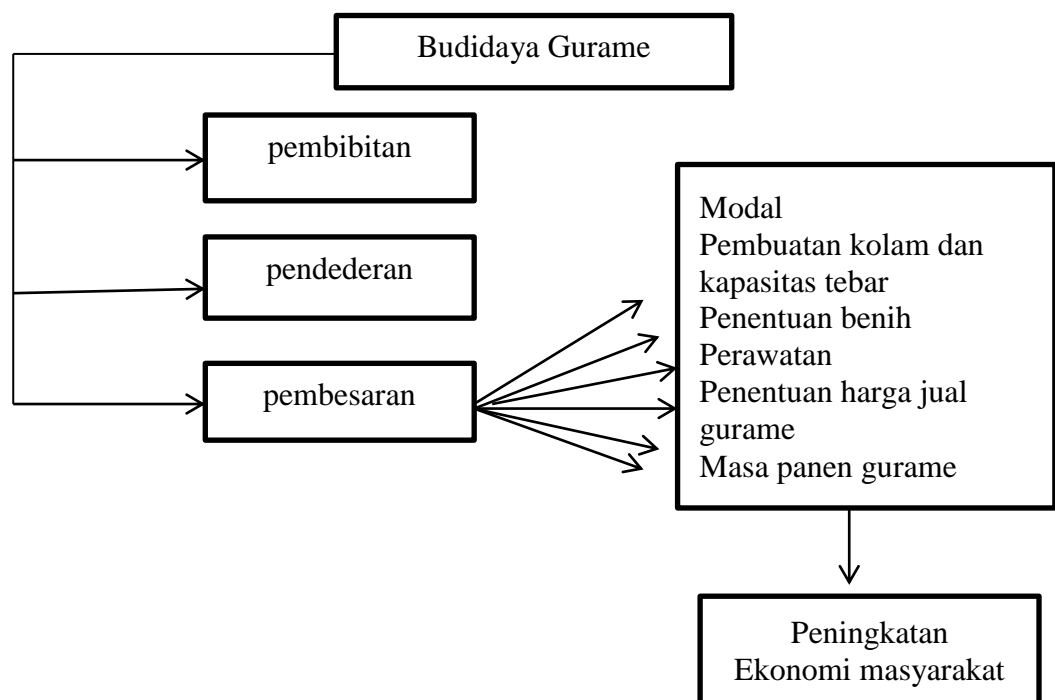 Budidaya Gurame
pembibitan
pendederan
pembesaran
Modal
Pembuatan kolam dan
kapasitas tebar
Penentuan benih
Perawatan
Penentuan harga jual
gurame
Masa panen gurame
Peningkatan
Ekonomi masyarakat